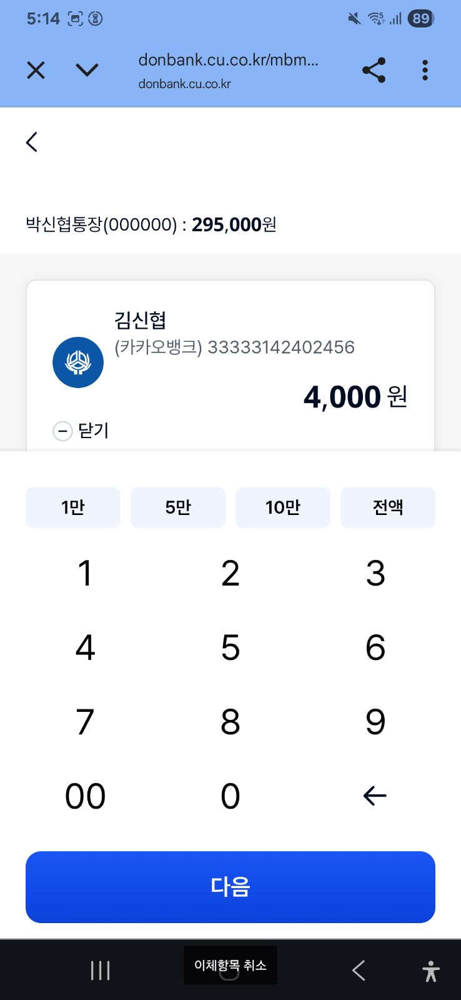 5:14
5
89
donbank.cu.co.kr/mbm...
donbank.cu.co.kr
박신협통장(000000) : 295,000원
김신협
(카카오뱅크) 33333142402456
4,000 원
닫기
1만 5만 10만 전액
1 2 3
4 5 6
7 8 9
00 0 ←
다음
이체항목 취소